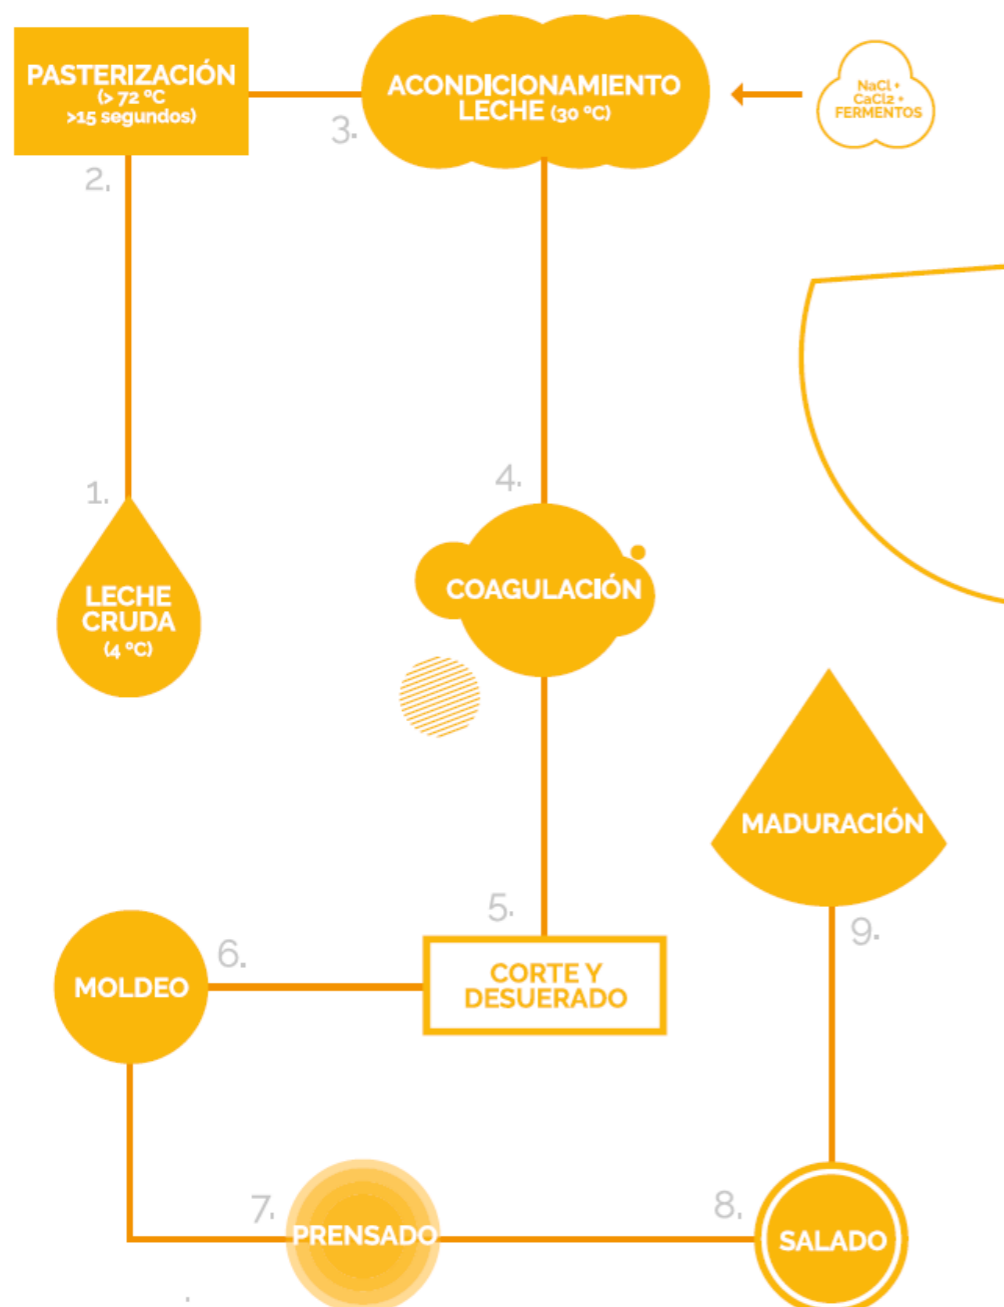 PASTERIZACIÓN
(> 72 ºC
>15 segundos)
ACONDICIONAMIENTO
LECHE (30 ºC)
NaCl +
CaCl2 +
FERMENTOS
3.
2.
4.
1.
LECHE
CRUDA
(4 ºC)
COAGULACIÓN
MADURACIÓN
5.
9.
6.
MOLDEO
CORTE Y
DESUERADO
7.
8.
PRENSADO
SALADO